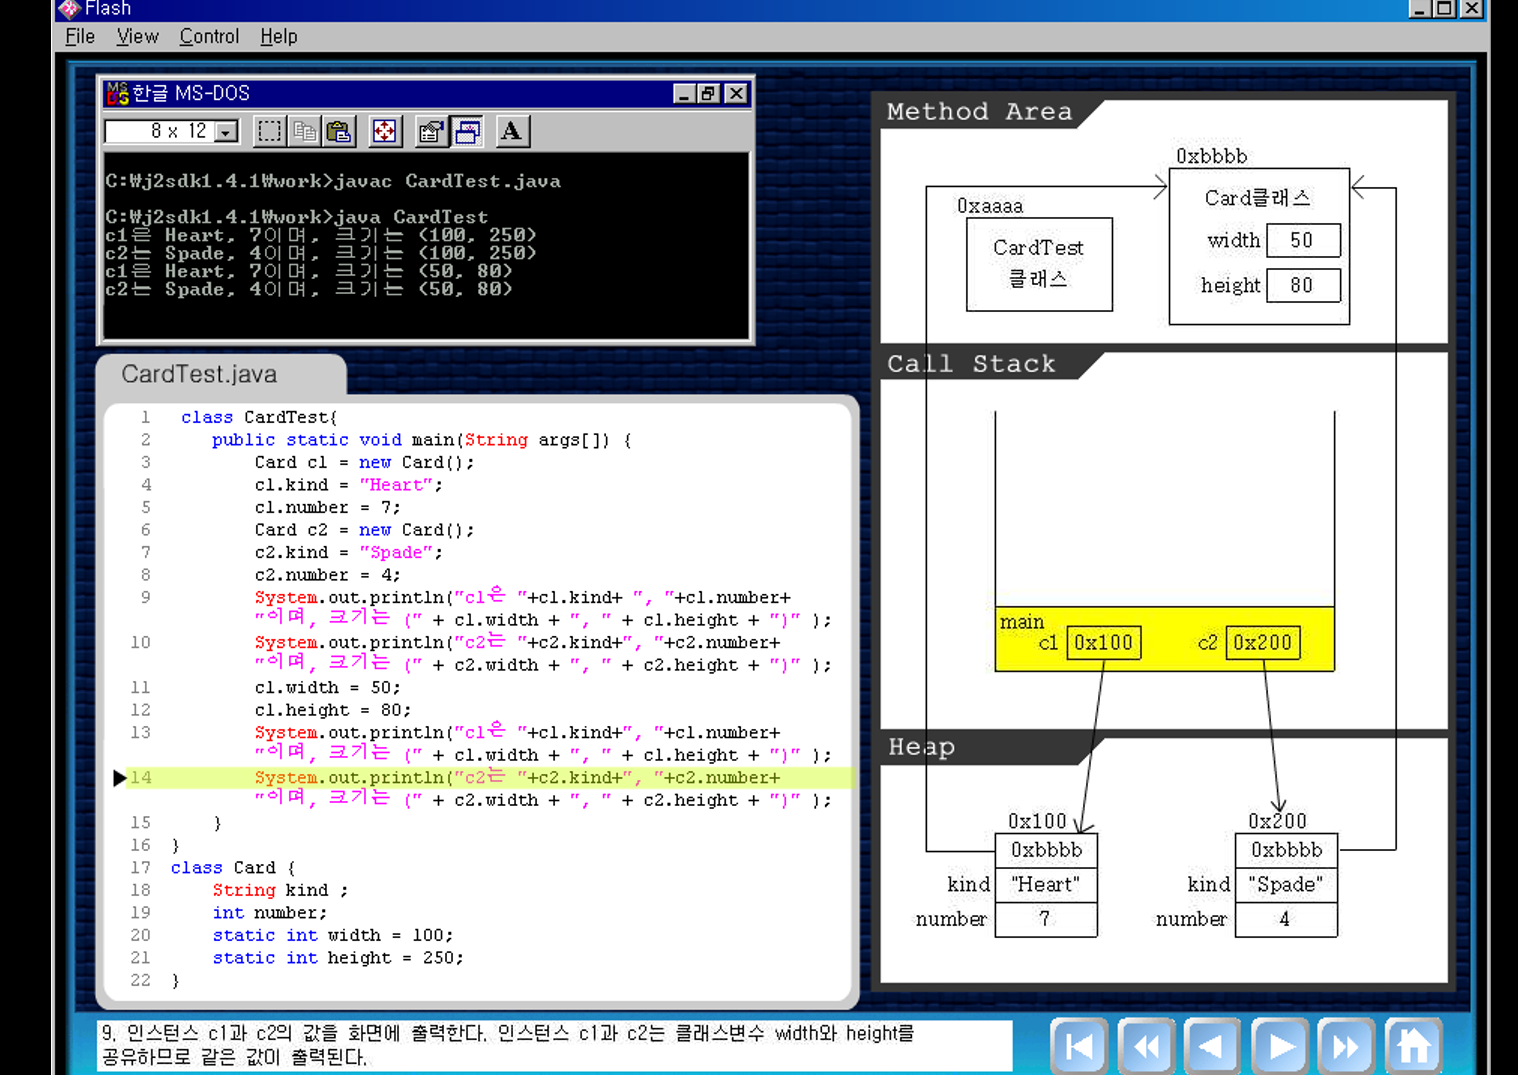 Flash
File View Control Help
한글 MS-DOS
8 x 12
A
C:₩j2sdk1.4.1₩work>javac CardTest.java
C:₩j2sdk1.4.1₩work>java CardTest
c1은 Heart, 7이며, 크기는 (100, 250)
c2는 Spade, 4이며, 크기는 (100, 250)
c1은 Heart, 7이며, 크기는 (50, 80)
c2는 Spade, 4이며, 크기는 (50, 80)
CardTest.java
1 class CardTest{
2 public static void main(String args[]) {
3 Card c1 = new Card();
4 c1.kind = "Heart";
5 c1.number = 7;
6 Card c2 = new Card();
7 c2.kind = "Spade";
8 c2.number = 4;
9 System.out.println("c1은 "+c1.kind+ ", "+c1.number+
"이며, 크기는 (" + c1.width + ", " + c1.height + ")" );
10 System.out.println("c2는 "+c2.kind+", "+c2.number+
"이며, 크기는 (" + c2.width + ", " + c2.height + ")" );
11 c1.width = 50;
12 c1.height = 80;
13 System.out.println("c1은 "+c1.kind+", "+c1.number+
"이며, 크기는 (" + c1.width + ", " + c1.height + ")" );
14 System.out.println("c2는 "+c2.kind+", "+c2.number+
"이며, 크기는 (" + c2.width + ", " + c2.height + ")" );
15 }
16 }
17 class Card {
18 String kind ;
19 int number;
20 static int width = 100;
21 static int height = 250;
22 }
Method Area
0xbbbb
Card클래스
width 50
height 80
0xaaaa
CardTest
클래스
Call Stack
main
c1 0x100 c2 0x200
Heap
0x100 0x200
0xbbbb 0xbbbb
kind "Heart" kind "Spade"
number 7 number 4
9. 인스턴스 c1과 c2의 값을 화면에 출력한다. 인스턴스 c1과 c2는 클래스변수 width와 height를
공유하므로 같은 값이 출력된다.